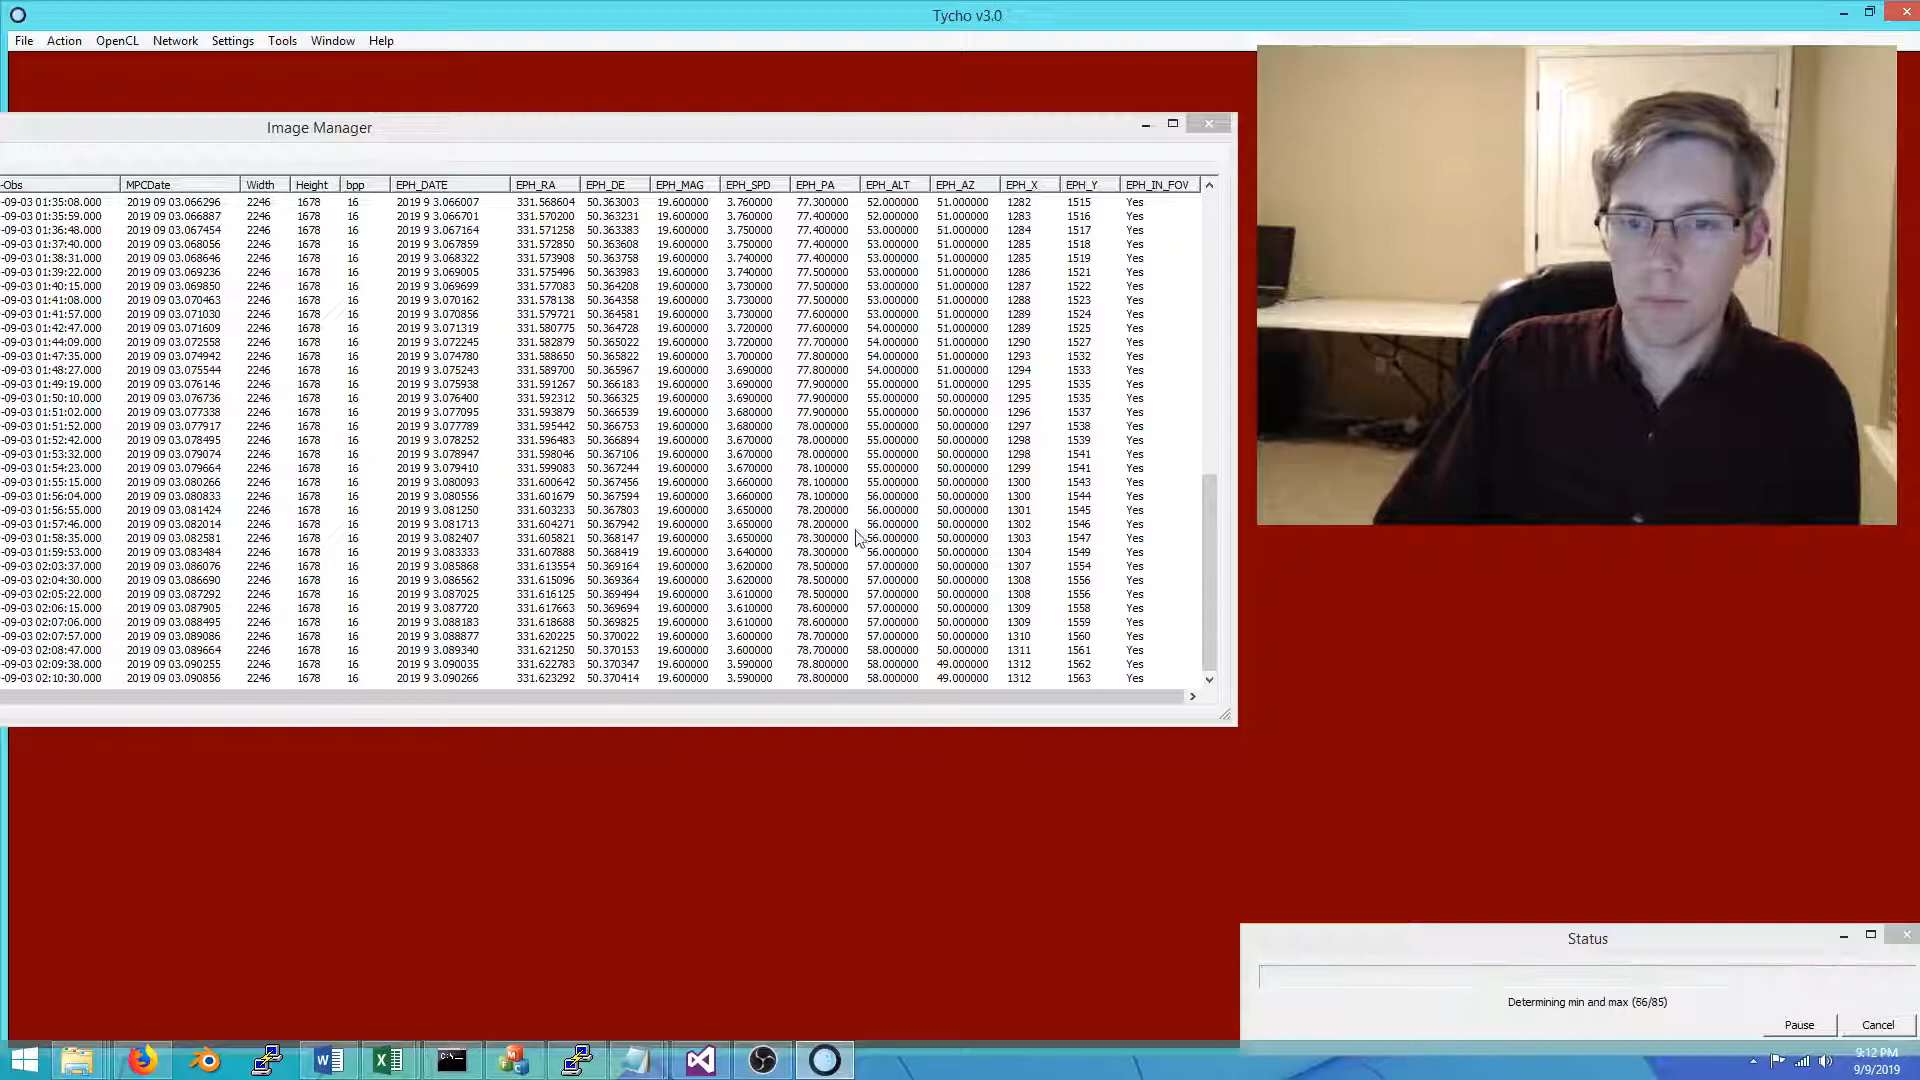 Tycho v3.0
File Action OpenCL Network Settings Tools Window Help
Image Manager
-Obs MPCDate Width Height bpp EPH_DATE EPH_RA EPH_DE EPH_MAG EPH_SPD EPH_PA EPH_ALT EPH_AZ EPH_X EPH_Y EPH_IN_FOV
-09-03 01:35:08.000 2019 09 03.066296 2246 1678 16 2019 9 3.066007 331.568604 50.363003 19.600000 3.760000 77.300000 52.000000 51.000000 1282 1515 Yes
-09-03 01:35:59.000 2019 09 03.066887 2246 1678 16 2019 9 3.066701 331.570200 50.363231 19.600000 3.760000 77.400000 52.000000 51.000000 1283 1516 Yes
-09-03 01:36:48.000 2019 09 03.067454 2246 1678 16 2019 9 3.067164 331.571258 50.363383 19.600000 3.750000 77.400000 53.000000 51.000000 1284 1517 Yes
-09-03 01:37:40.000 2019 09 03.068056 2246 1678 16 2019 9 3.067859 331.572850 50.363608 19.600000 3.750000 77.400000 53.000000 51.000000 1285 1518 Yes
-09-03 01:38:31.000 2019 09 03.068646 2246 1678 16 2019 9 3.068322 331.573908 50.363758 19.600000 3.740000 77.400000 53.000000 51.000000 1285 1519 Yes
-09-03 01:39:22.000 2019 09 03.069236 2246 1678 16 2019 9 3.069005 331.575496 50.363983 19.600000 3.740000 77.500000 53.000000 51.000000 1286 1521 Yes
-09-03 01:40:15.000 2019 09 03.069850 2246 1678 16 2019 9 3.069699 331.577083 50.364208 19.600000 3.730000 77.500000 53.000000 51.000000 1287 1522 Yes
-09-03 01:41:08.000 2019 09 03.070463 2246 1678 16 2019 9 3.070162 331.578138 50.364358 19.600000 3.730000 77.500000 53.000000 51.000000 1288 1523 Yes
-09-03 01:41:57.000 2019 09 03.071030 2246 1678 16 2019 9 3.070856 331.579721 50.364581 19.600000 3.730000 77.600000 53.000000 51.000000 1289 1524 Yes
-09-03 01:42:47.000 2019 09 03.071609 2246 1678 16 2019 9 3.071319 331.580775 50.364728 19.600000 3.720000 77.600000 54.000000 51.000000 1289 1525 Yes
-09-03 01:44:09.000 2019 09 03.072558 2246 1678 16 2019 9 3.072245 331.582879 50.365022 19.600000 3.720000 77.700000 54.000000 51.000000 1290 1527 Yes
-09-03 01:47:35.000 2019 09 03.074942 2246 1678 16 2019 9 3.074780 331.588650 50.365822 19.600000 3.700000 77.800000 54.000000 51.000000 1293 1532 Yes
-09-03 01:48:27.000 2019 09 03.075544 2246 1678 16 2019 9 3.075243 331.589700 50.365967 19.600000 3.690000 77.800000 54.000000 51.000000 1294 1533 Yes
-09-03 01:49:19.000 2019 09 03.076146 2246 1678 16 2019 9 3.075938 331.591267 50.366183 19.600000 3.690000 77.900000 55.000000 51.000000 1295 1535 Yes
-09-03 01:50:10.000 2019 09 03.076736 2246 1678 16 2019 9 3.076400 331.592312 50.366325 19.600000 3.690000 77.900000 55.000000 50.000000 1295 1535 Yes
-09-03 01:51:02.000 2019 09 03.077338 2246 1678 16 2019 9 3.077095 331.593879 50.366539 19.600000 3.680000 77.900000 55.000000 50.000000 1296 1537 Yes
-09-03 01:51:52.000 2019 09 03.077917 2246 1678 16 2019 9 3.077789 331.595442 50.366753 19.600000 3.680000 78.000000 55.000000 50.000000 1297 1538 Yes
-09-03 01:52:42.000 2019 09 03.078495 2246 1678 16 2019 9 3.078252 331.596483 50.366894 19.600000 3.670000 78.000000 55.000000 50.000000 1298 1539 Yes
-09-03 01:53:32.000 2019 09 03.079074 2246 1678 16 2019 9 3.078947 331.598046 50.367106 19.600000 3.670000 78.000000 55.000000 50.000000 1298 1541 Yes
-09-03 01:54:23.000 2019 09 03.079664 2246 1678 16 2019 9 3.079410 331.599083 50.367244 19.600000 3.670000 78.100000 55.000000 50.000000 1299 1541 Yes
-09-03 01:55:15.000 2019 09 03.080266 2246 1678 16 2019 9 3.080093 331.600642 50.367456 19.600000 3.660000 78.100000 55.000000 50.000000 1300 1543 Yes
-09-03 01:56:04.000 2019 09 03.080833 2246 1678 16 2019 9 3.080556 331.601679 50.367594 19.600000 3.660000 78.100000 56.000000 50.000000 1300 1544 Yes
-09-03 01:56:55.000 2019 09 03.081424 2246 1678 16 2019 9 3.081250 331.603233 50.367803 19.600000 3.650000 78.200000 56.000000 50.000000 1301 1545 Yes
-09-03 01:57:46.000 2019 09 03.082014 2246 1678 16 2019 9 3.081713 331.604271 50.367942 19.600000 3.650000 78.200000 56.000000 50.000000 1302 1546 Yes
-09-03 01:58:35.000 2019 09 03.082581 2246 1678 16 2019 9 3.082407 331.605821 50.368147 19.600000 3.650000 78.300000 56.000000 50.000000 1303 1547 Yes
-09-03 01:59:53.000 2019 09 03.083484 2246 1678 16 2019 9 3.083333 331.607888 50.368419 19.600000 3.640000 78.300000 56.000000 50.000000 1304 1549 Yes
-09-03 02:03:37.000 2019 09 03.086076 2246 1678 16 2019 9 3.085868 331.613554 50.369164 19.600000 3.620000 78.500000 57.000000 50.000000 1307 1554 Yes
-09-03 02:04:30.000 2019 09 03.086690 2246 1678 16 2019 9 3.086562 331.615096 50.369364 19.600000 3.620000 78.500000 57.000000 50.000000 1308 1556 Yes
-09-03 02:05:22.000 2019 09 03.087292 2246 1678 16 2019 9 3.087025 331.616125 50.369494 19.600000 3.610000 78.500000 57.000000 50.000000 1308 1556 Yes
-09-03 02:06:15.000 2019 09 03.087905 2246 1678 16 2019 9 3.087720 331.617663 50.369694 19.600000 3.610000 78.600000 57.000000 50.000000 1309 1558 Yes
-09-03 02:07:06.000 2019 09 03.088495 2246 1678 16 2019 9 3.088183 331.618688 50.369825 19.600000 3.610000 78.600000 57.000000 50.000000 1309 1559 Yes
-09-03 02:07:57.000 2019 09 03.089086 2246 1678 16 2019 9 3.088877 331.620225 50.370022 19.600000 3.600000 78.700000 57.000000 50.000000 1310 1560 Yes
-09-03 02:08:47.000 2019 09 03.089664 2246 1678 16 2019 9 3.089340 331.621250 50.370153 19.600000 3.600000 78.700000 58.000000 50.000000 1311 1561 Yes
-09-03 02:09:38.000 2019 09 03.090255 2246 1678 16 2019 9 3.090035 331.622783 50.370347 19.600000 3.590000 78.800000 58.000000 49.000000 1312 1562 Yes
-09-03 02:10:30.000 2019 09 03.090856 2246 1678 16 2019 9 3.090266 331.623292 50.370414 19.600000 3.590000 78.800000 58.000000 49.000000 1312 1563 Yes
Status
Determining min and max (66/85)
Pause Cancel
9:12 PM
9/9/2019